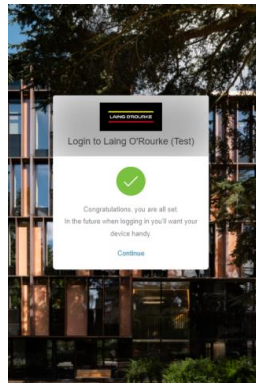 LAING O'ROURKE
Login to Laing O'Rourke (Test)
Congratulations, you are all set.
In the future when logging in you'll want your
device handy.
Continue